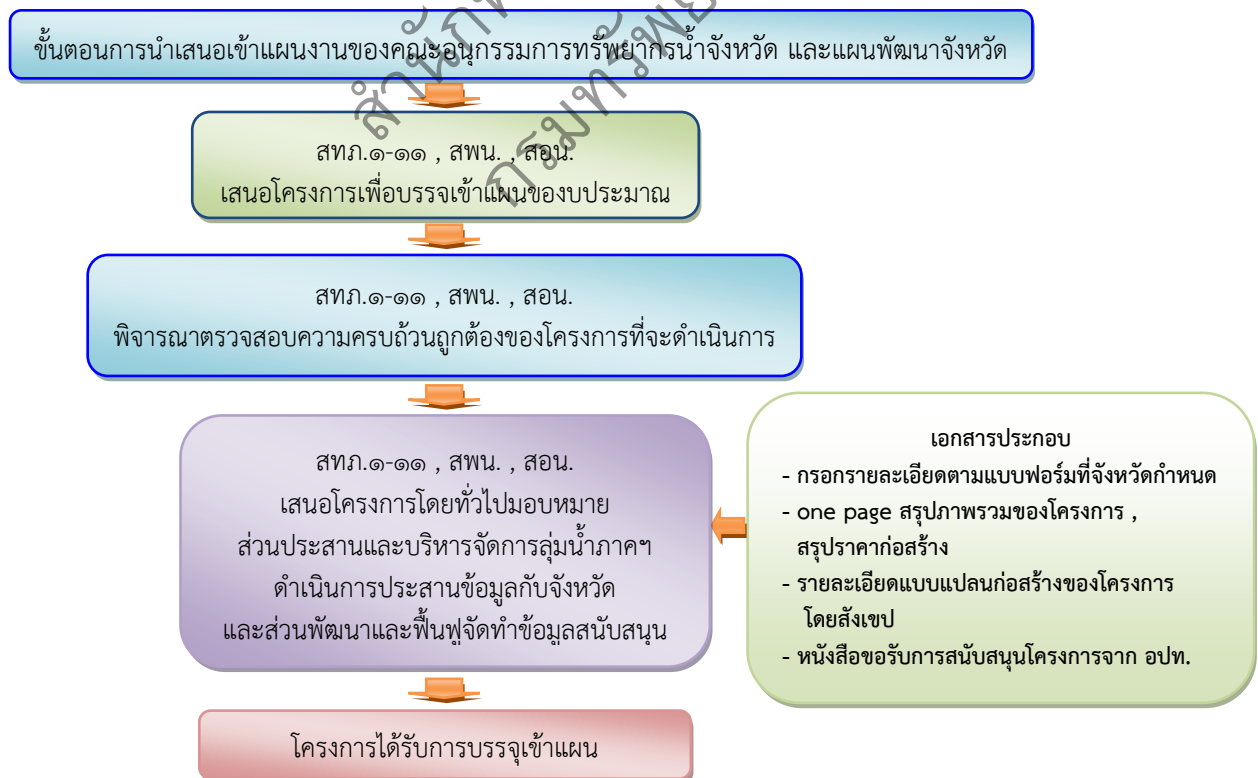 ขั้นตอนการนำเสนอเข้าแผนงานของคณะอนุกรรมการทรัพยากรน้ำจังหวัด และแผนพัฒนาจังหวัด
สทภ.๑-๑๑ , สพน. , สอน.
เสนอโครงการเพื่อบรรจุเข้าแผนของบประมาณ
สทภ.๑-๑๑ , สพน. , สอน.
พิจารณาตรวจสอบความครบถ้วนถูกต้องของโครงการที่จะดำเนินการ
สทภ.๑-๑๑ , สพน. , สอน.
เสนอโครงการโดยทั่วไปมอบหมาย
ส่วนประสานและบริหารจัดการลุ่มน้ำภาคฯ
ดำเนินการประสานข้อมูลกับจังหวัด
และส่วนพัฒนาและฟื้นฟูจัดทำข้อมูลสนับสนุน
เอกสารประกอบ
- กรอกรายละเอียดตามแบบฟอร์มที่จังหวัดกำหนด
- one page สรุปภาพรวมของโครงการ ,
สรุปราคาก่อสร้าง
- รายละเอียดแบบแปลนก่อสร้างของโครงการ
โดยสังเขป
- หนังสือขอรับการสนับสนุนโครงการจาก อปท.
โครงการได้รับการบรรจุเข้าแผน